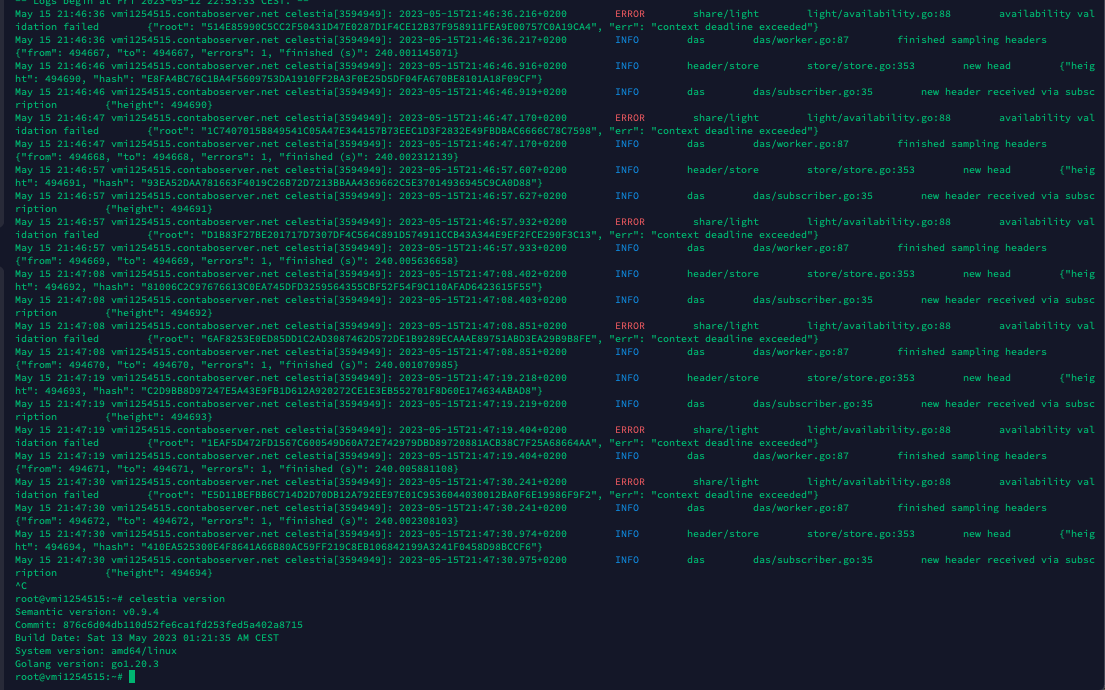 -- Logs begin at Fri 2023-05-12 22:53:33 CEST. --
May 15 21:46:36 vmi1254515.contaboserver.net celestia[3594949]: 2023-05-15T21:46:36.216+0200 ERROR share/light light/availability.go:88 availability val
idation failed {"root": "514E85990C5CC2F50431D47E0287D1F4CE12B37F958911FEA9E00757C0A19CA4", "err": "context deadline exceeded"}
May 15 21:46:36 vmi1254515.contaboserver.net celestia[3594949]: 2023-05-15T21:46:36.217+0200 INFO das das/worker.go:87 finished sampling headers
{"from": 494667, "to": 494667, "errors": 1, "finished (s)": 240.001145071}
May 15 21:46:46 vmi1254515.contaboserver.net celestia[3594949]: 2023-05-15T21:46:46.916+0200 INFO header/store store/store.go:353 new head {"heig
ht": 494690, "hash": "E8FA4BC76C1BA4F5609753DA1910FF2BA3F0E25D5DF04FA670BE8101A18F09CF"}
May 15 21:46:46 vmi1254515.contaboserver.net celestia[3594949]: 2023-05-15T21:46:46.919+0200 INFO das das/subscriber.go:35 new header received via subsc
ription {"height": 494690}
May 15 21:46:47 vmi1254515.contaboserver.net celestia[3594949]: 2023-05-15T21:46:47.170+0200 ERROR share/light light/availability.go:88 availability val
idation failed {"root": "1C7407015B849541C05A47E344157B73EEC1D3F2832E49FBDBAC6666C78C7598", "err": "context deadline exceeded"}
May 15 21:46:47 vmi1254515.contaboserver.net celestia[3594949]: 2023-05-15T21:46:47.170+0200 INFO das das/worker.go:87 finished sampling headers
{"from": 494668, "to": 494668, "errors": 1, "finished (s)": 240.002312139}
May 15 21:46:57 vmi1254515.contaboserver.net celestia[3594949]: 2023-05-15T21:46:57.607+0200 INFO header/store store/store.go:353 new head {"heig
ht": 494691, "hash": "93EA52DAA781663F4019C26B72D7213BBAA4369662C5E37014936945C9CA0D88"}
May 15 21:46:57 vmi1254515.contaboserver.net celestia[3594949]: 2023-05-15T21:46:57.627+0200 INFO das das/subscriber.go:35 new header received via subsc
ription {"height": 494691}
May 15 21:46:57 vmi1254515.contaboserver.net celestia[3594949]: 2023-05-15T21:46:57.932+0200 ERROR share/light light/availability.go:88 availability val
idation failed {"root": "D1B83F27BE201717D7307DF4C564C891D574911CCB43A344E9EF2FCE290F3C13", "err": "context deadline exceeded"}
May 15 21:46:57 vmi1254515.contaboserver.net celestia[3594949]: 2023-05-15T21:46:57.933+0200 INFO das das/worker.go:87 finished sampling headers
{"from": 494669, "to": 494669, "errors": 1, "finished (s)": 240.005636658}
May 15 21:47:08 vmi1254515.contaboserver.net celestia[3594949]: 2023-05-15T21:47:08.402+0200 INFO header/store store/store.go:353 new head {"heig
ht": 494692, "hash": "81006C2C97676613C0EA745DFD3259564355CBF52F54F9C110AFAD6423615F55"}
May 15 21:47:08 vmi1254515.contaboserver.net celestia[3594949]: 2023-05-15T21:47:08.403+0200 INFO das das/subscriber.go:35 new header received via subsc
ription {"height": 494692}
May 15 21:47:08 vmi1254515.contaboserver.net celestia[3594949]: 2023-05-15T21:47:08.851+0200 ERROR share/light light/availability.go:88 availability val
idation failed {"root": "6AF8253E0ED85DD1C2AD3087462D572DE1B9289ECAAAE89751ABD3EA29B9B8FE", "err": "context deadline exceeded"}
May 15 21:47:08 vmi1254515.contaboserver.net celestia[3594949]: 2023-05-15T21:47:08.851+0200 INFO das das/worker.go:87 finished sampling headers
{"from": 494670, "to": 494670, "errors": 1, "finished (s)": 240.001070985}
May 15 21:47:19 vmi1254515.contaboserver.net celestia[3594949]: 2023-05-15T21:47:19.218+0200 INFO header/store store/store.go:353 new head {"heig
ht": 494693, "hash": "C2D9BB8D97247E5A43E9FB1D612A920272CE1E3EB552701F8D60E174634ABAD8"}
May 15 21:47:19 vmi1254515.contaboserver.net celestia[3594949]: 2023-05-15T21:47:19.219+0200 INFO das das/subscriber.go:35 new header received via subsc
ription {"height": 494693}
May 15 21:47:19 vmi1254515.contaboserver.net celestia[3594949]: 2023-05-15T21:47:19.404+0200 ERROR share/light light/availability.go:88 availability val
idation failed {"root": "1EAF5D472FD1567C600549D60A72E742979DBD89720881ACB38C7F25A68664AA", "err": "context deadline exceeded"}
May 15 21:47:19 vmi1254515.contaboserver.net celestia[3594949]: 2023-05-15T21:47:19.404+0200 INFO das das/worker.go:87 finished sampling headers
{"from": 494671, "to": 494671, "errors": 1, "finished (s)": 240.005881108}
May 15 21:47:30 vmi1254515.contaboserver.net celestia[3594949]: 2023-05-15T21:47:30.241+0200 ERROR share/light light/availability.go:88 availability val
idation failed {"root": "E5D11BEFBB6C714D2D70DB12A792EE97E01C9536044030012BA0F6E19986F9F2", "err": "context deadline exceeded"}
May 15 21:47:30 vmi1254515.contaboserver.net celestia[3594949]: 2023-05-15T21:47:30.241+0200 INFO das das/worker.go:87 finished sampling headers
{"from": 494672, "to": 494672, "errors": 1, "finished (s)": 240.002308103}
May 15 21:47:30 vmi1254515.contaboserver.net celestia[3594949]: 2023-05-15T21:47:30.974+0200 INFO header/store store/store.go:353 new head {"heig
ht": 494694, "hash": "410EA525300E4F8641A66B80AC59FF219C8EB106842199A3241F0458D98BCCF6"}
May 15 21:47:30 vmi1254515.contaboserver.net celestia[3594949]: 2023-05-15T21:47:30.975+0200 INFO das das/subscriber.go:35 new header received via subsc
ription {"height": 494694}
^C
root@vmi1254515:~# celestia version
Semantic version: v0.9.4
Commit: 876c6d04db110d52fe6ca1fd253fed5a402a8715
Build Date: Sat 13 May 2023 01:21:35 AM CEST
System version: amd64/linux
Golang version: go1.20.3
root@vmi1254515:~#